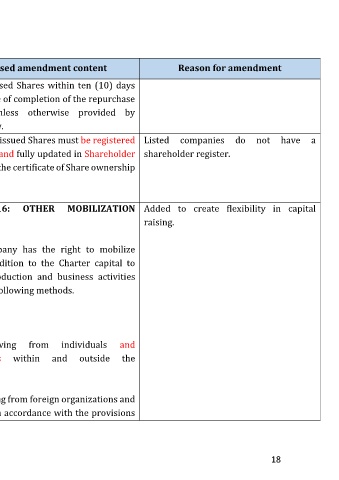 sed amendment content
Reason for amendment
sed Shares within ten (10) days
of completion of the repurchase
nless otherwise provided by
issued Shares must be registered
and fully updated in Shareholder
the certificate of Share ownership
Listed companies do not have a
shareholder register.
6: OTHER MOBILIZATION
Added to create flexibility in capital
raising.
pany has the right to mobilize
dition to the Charter capital to
oduction and business activities
ollowing methods.
wing from individuals and
within and outside the
ng from foreign organizations and
accordance with the provisions
18